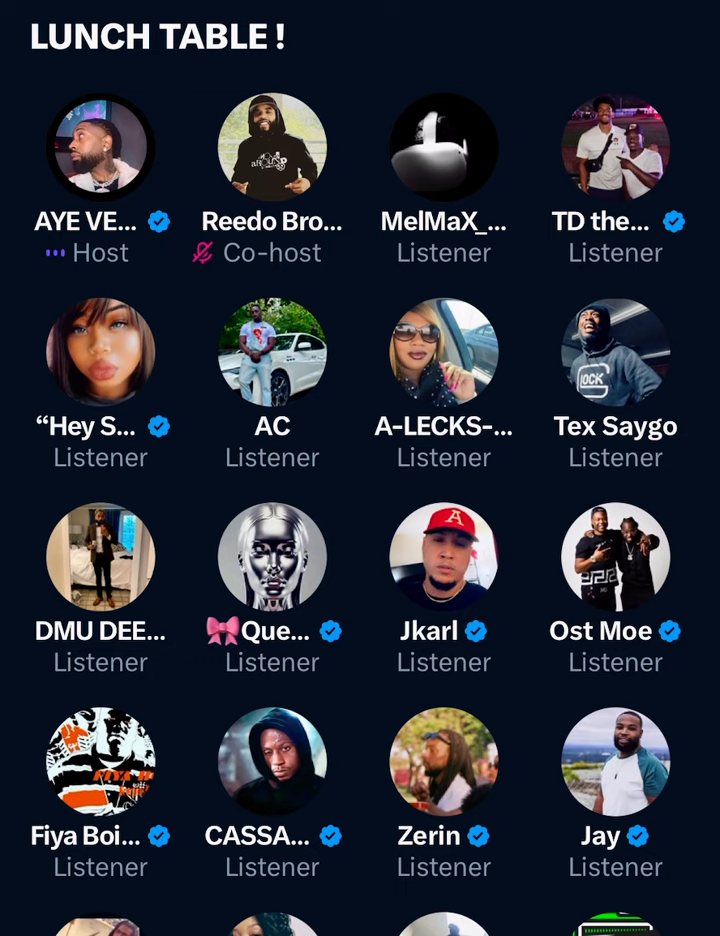 LUNCH TABLE !
AYE VE... Reedo Bro... MelMaX_... TD the...
Host Co-host Listener Listener
“Hey S... AC A-LECKS-... Tex Saygo
Listener Listener Listener Listener
LOCK
A
DMU DEE... 🎀Que... Jkarl Ost Moe
Listener Listener Listener Listener
Fiya Boi... CASSA... Zerin Jay
Listener Listener Listener Listener